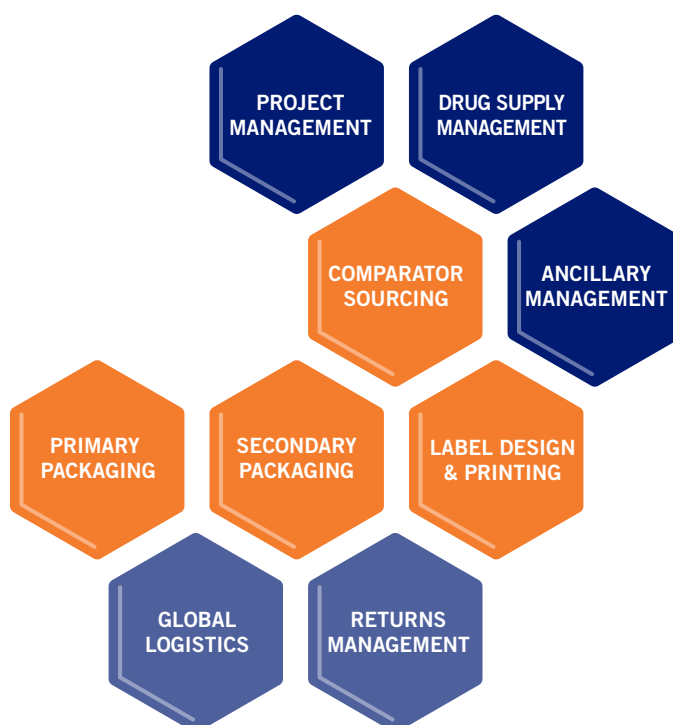 PROJECT
MANAGEMENT
DRUG SUPPLY
MANAGEMENT
COMPARATOR
SOURCING
ANCILLARY
MANAGEMENT
PRIMARY
PACKAGING
SECONDARY
PACKAGING
LABEL DESIGN
& PRINTING
GLOBAL
LOGISTICS
RETURNS
MANAGEMENT